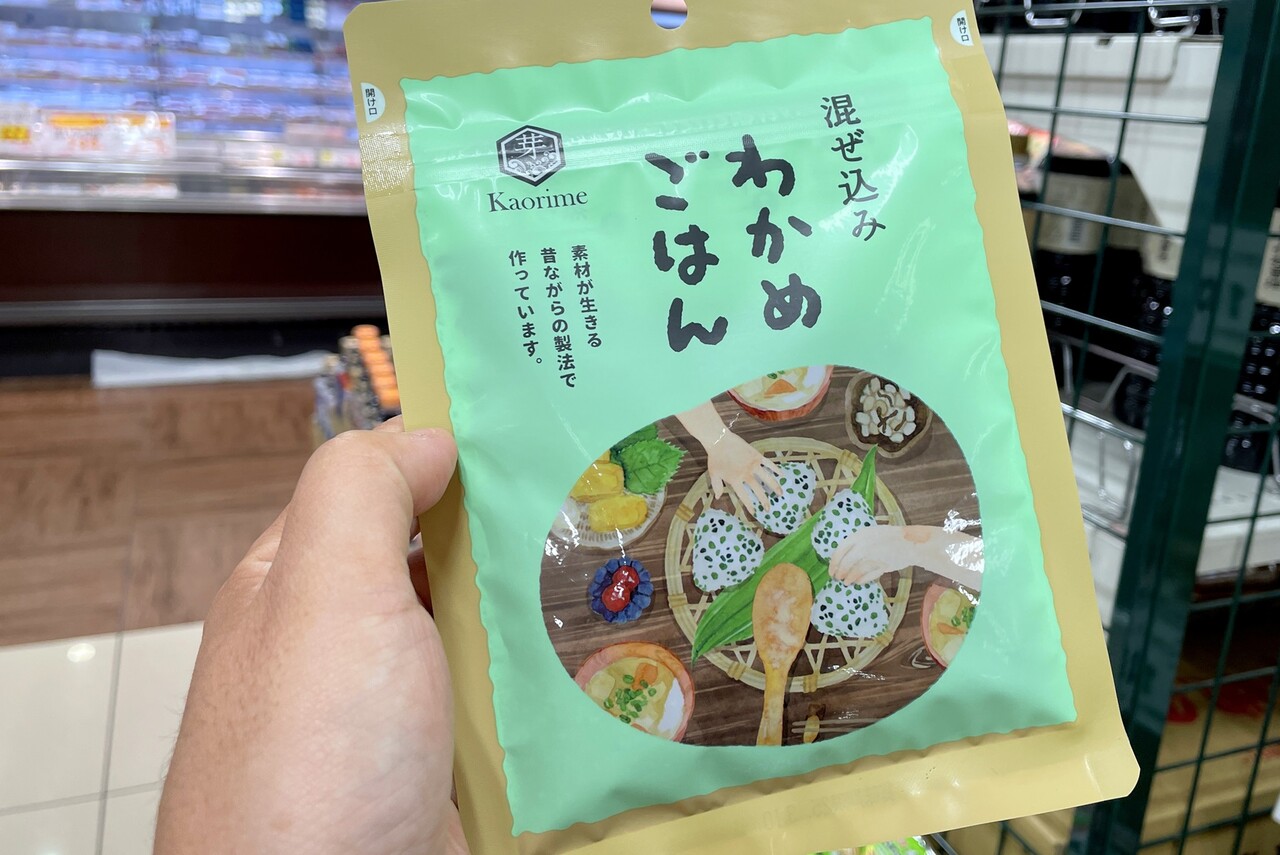 開け口
開け口
芽
Kaorime
混ぜ込み
わかめ
ごはん
素材が生きる
昔ながらの製法で
作っています。